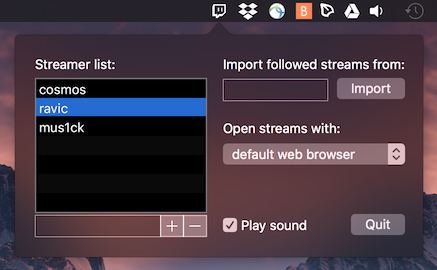 B
Streamer list:
cosmos
ravic
mus1ck
+ −
Import followed streams from:
Import
Open streams with:
default web browser
Play sound
Quit